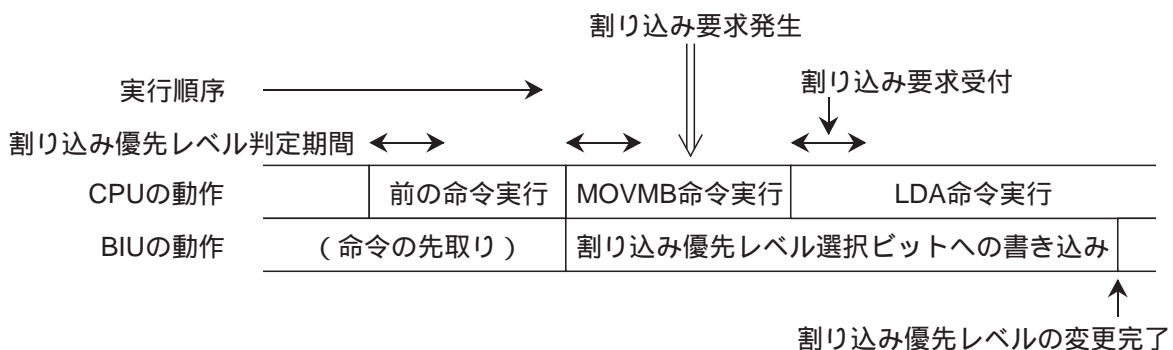 割り込み要求発生
実行順序
割り込み要求受付
割り込み優先レベル判定期間
CPUの動作 前の命令実行 MOVMB命令実行 LDA命令実行
BIUの動作 (命令の先取り) 割り込み優先レベル選択ビットへの書き込み
割り込み優先レベルの変更完了